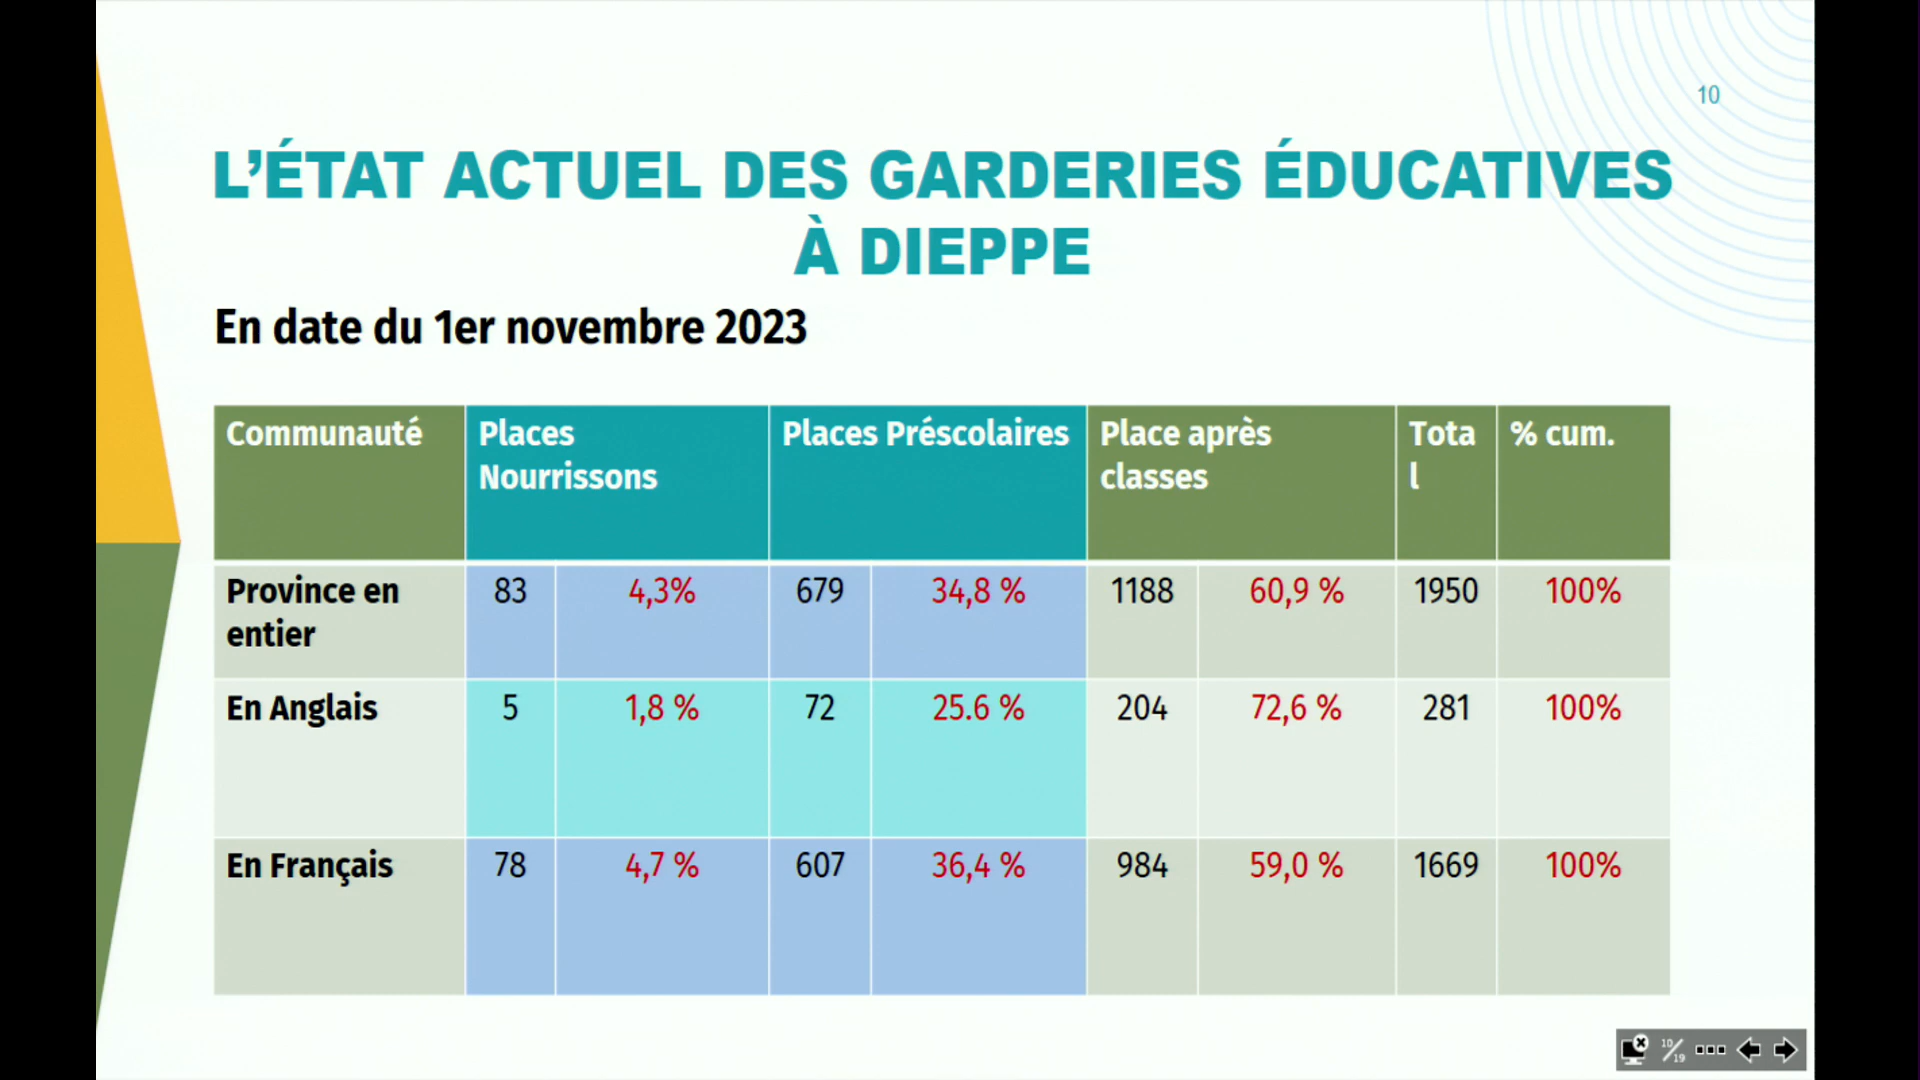 10
L'ÉTAT ACTUEL DES GARDERIES ÉDUCATIVES
À DIEPPE
En date du 1er novembre 2023
Communauté
Places
Nourrissons
Places Préscolaires
Place après
classes
Tota
l
% cum.
Province en
entier
83
4,3%
679
34,8 %
1188
60,9 %
1950
100%
En Anglais
5
1,8 %
72
25.6 %
204
72,6 %
281
100%
En Français
78
4,7 %
607
36,4 %
984
59,0 %
1669
100%
10/19